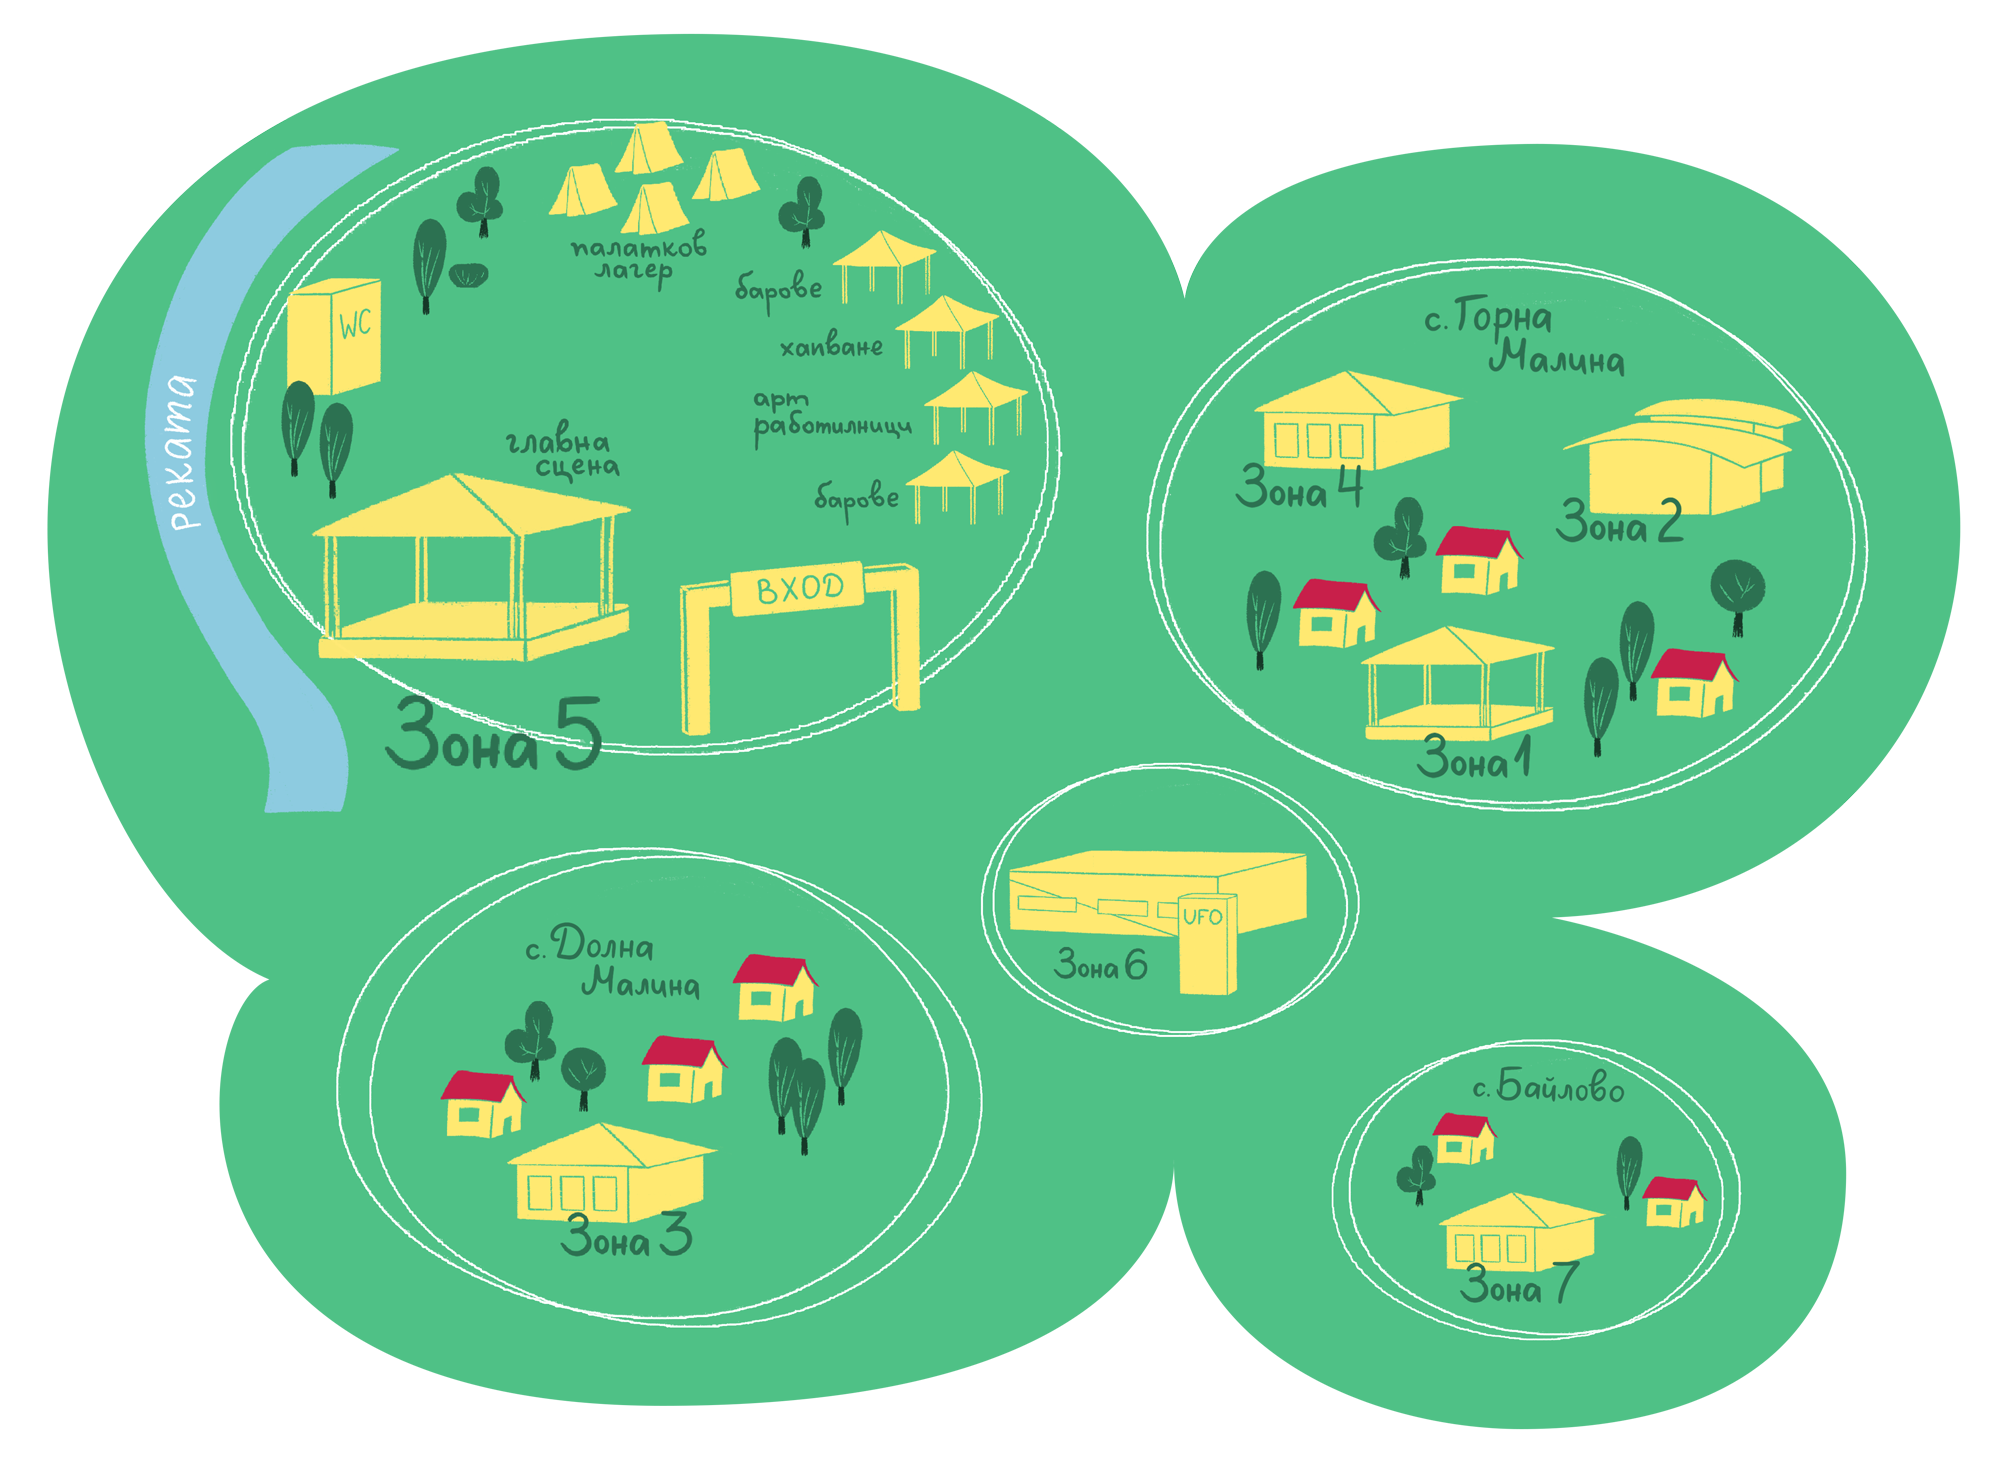 палатков
лагер
барове
хапване
арт
работилници
барове
WC
реката
главна
сцена
ВХОД
Зона 5
с. Горна
Малина
Зона 4
Зона 2
Зона 1
UFO
Зона 6
с. Долна
Малина
Зона 3
с. Байлово
Зона 7